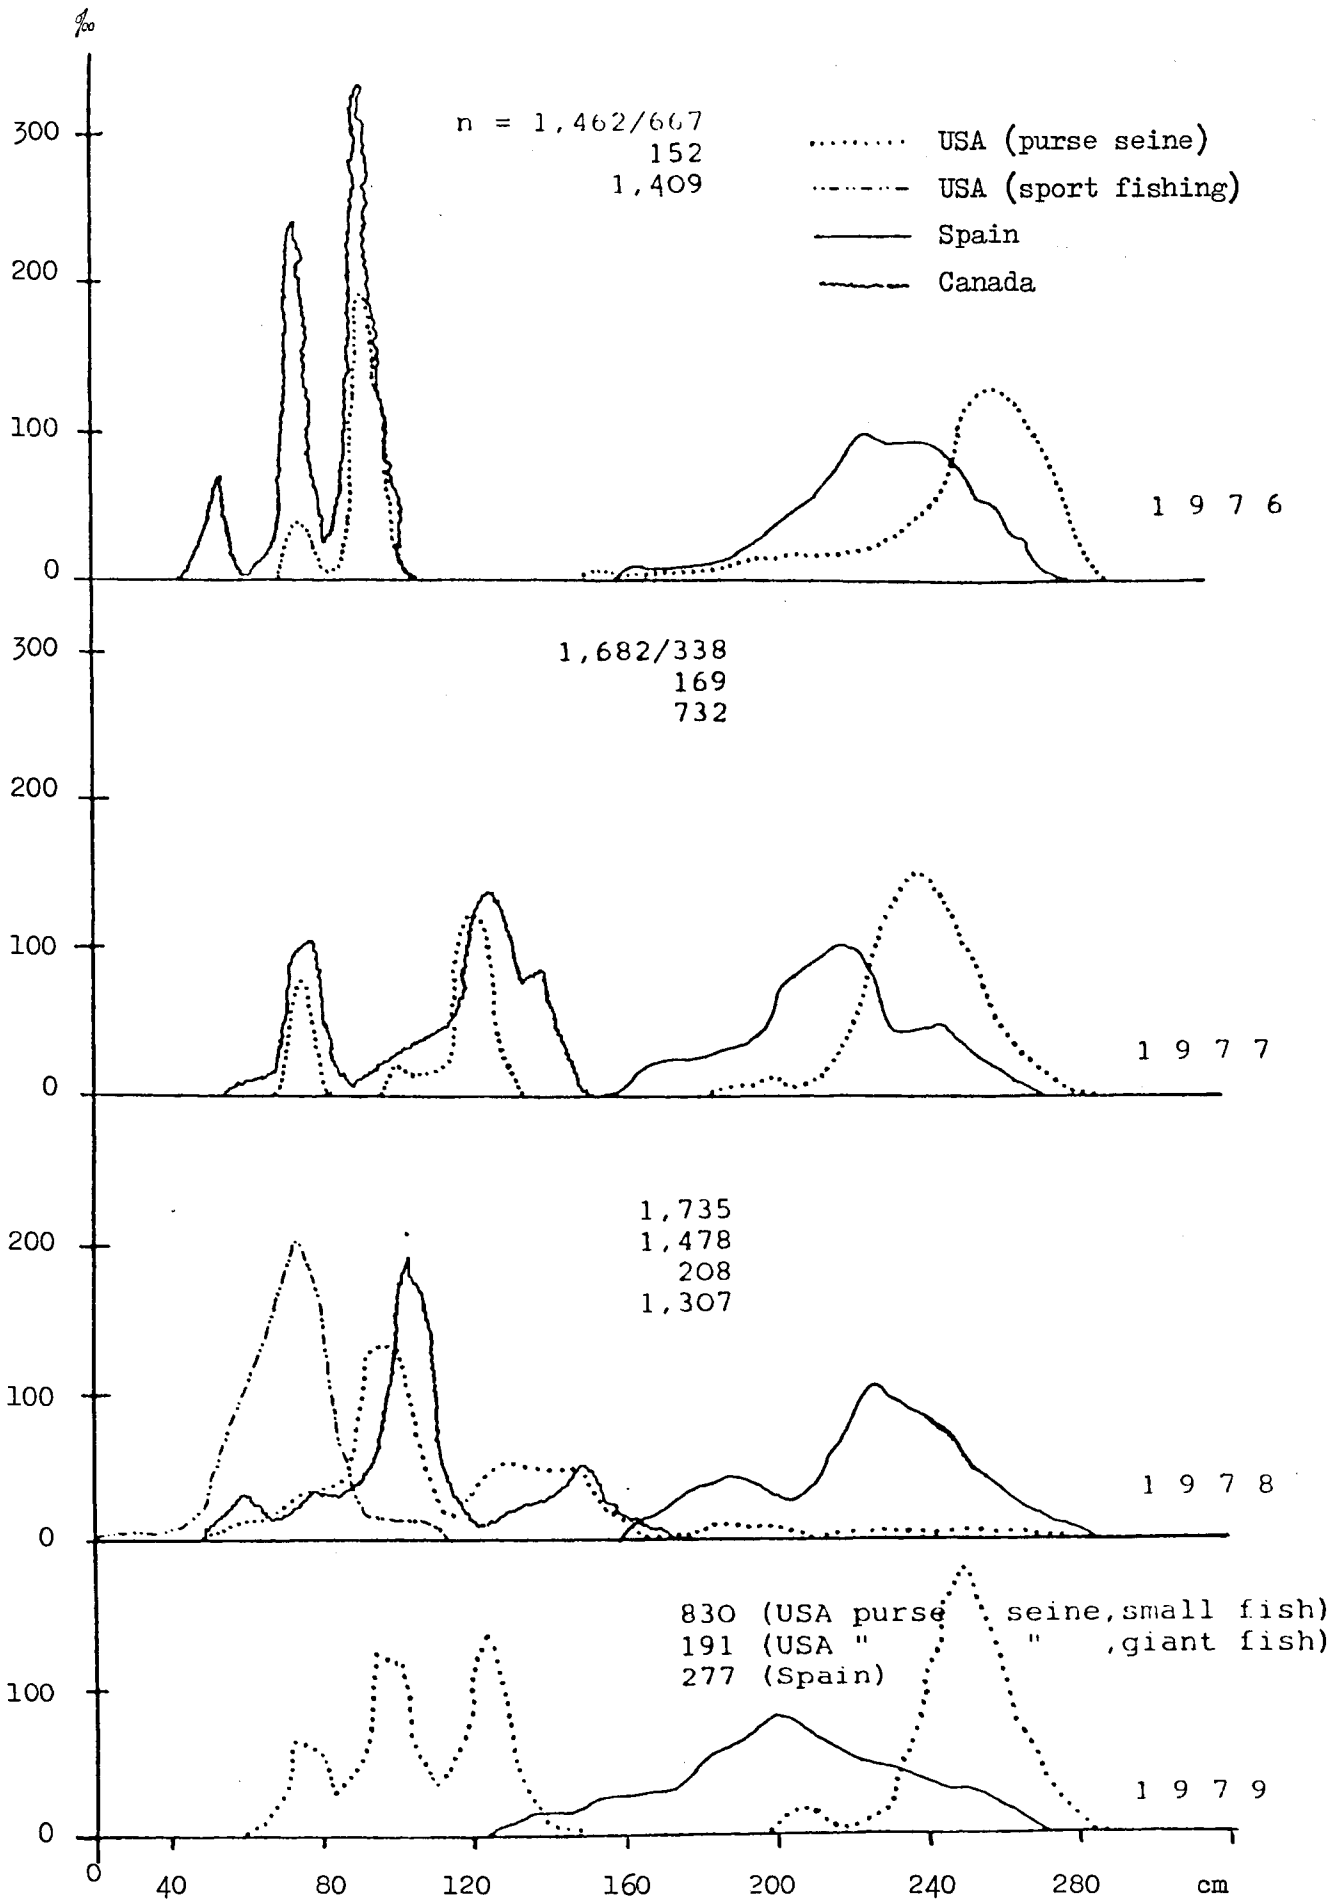 ‰
300
200
100
0
n = 1,462/667
152
1,409
USA (purse seine)
USA (sport fishing)
Spain
Canada
1 9 7 6
300
200
100
0
1,682/338
169
732
1 9 7 7
200
100
0
1,735
1,478
208
1,307
1 9 7 8
100
0
830 (USA purse seine, small fish)
191 (USA " " ,giant fish)
277 (Spain)
1 9 7 9
0 40 80 120 160 200 240 280 cm